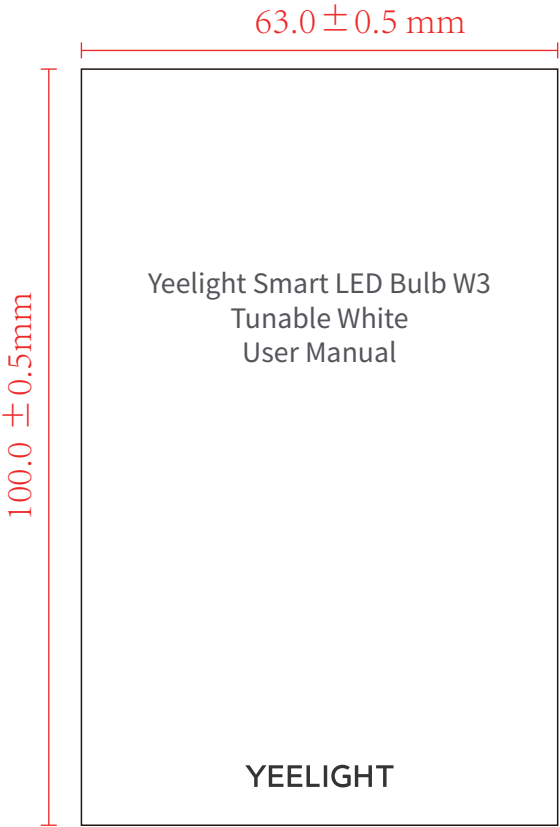 63.0±0.5 mm
100.0 ±0.5mm
Yeelight Smart LED Bulb W3
Tunable White
User Manual
YEELIGHT